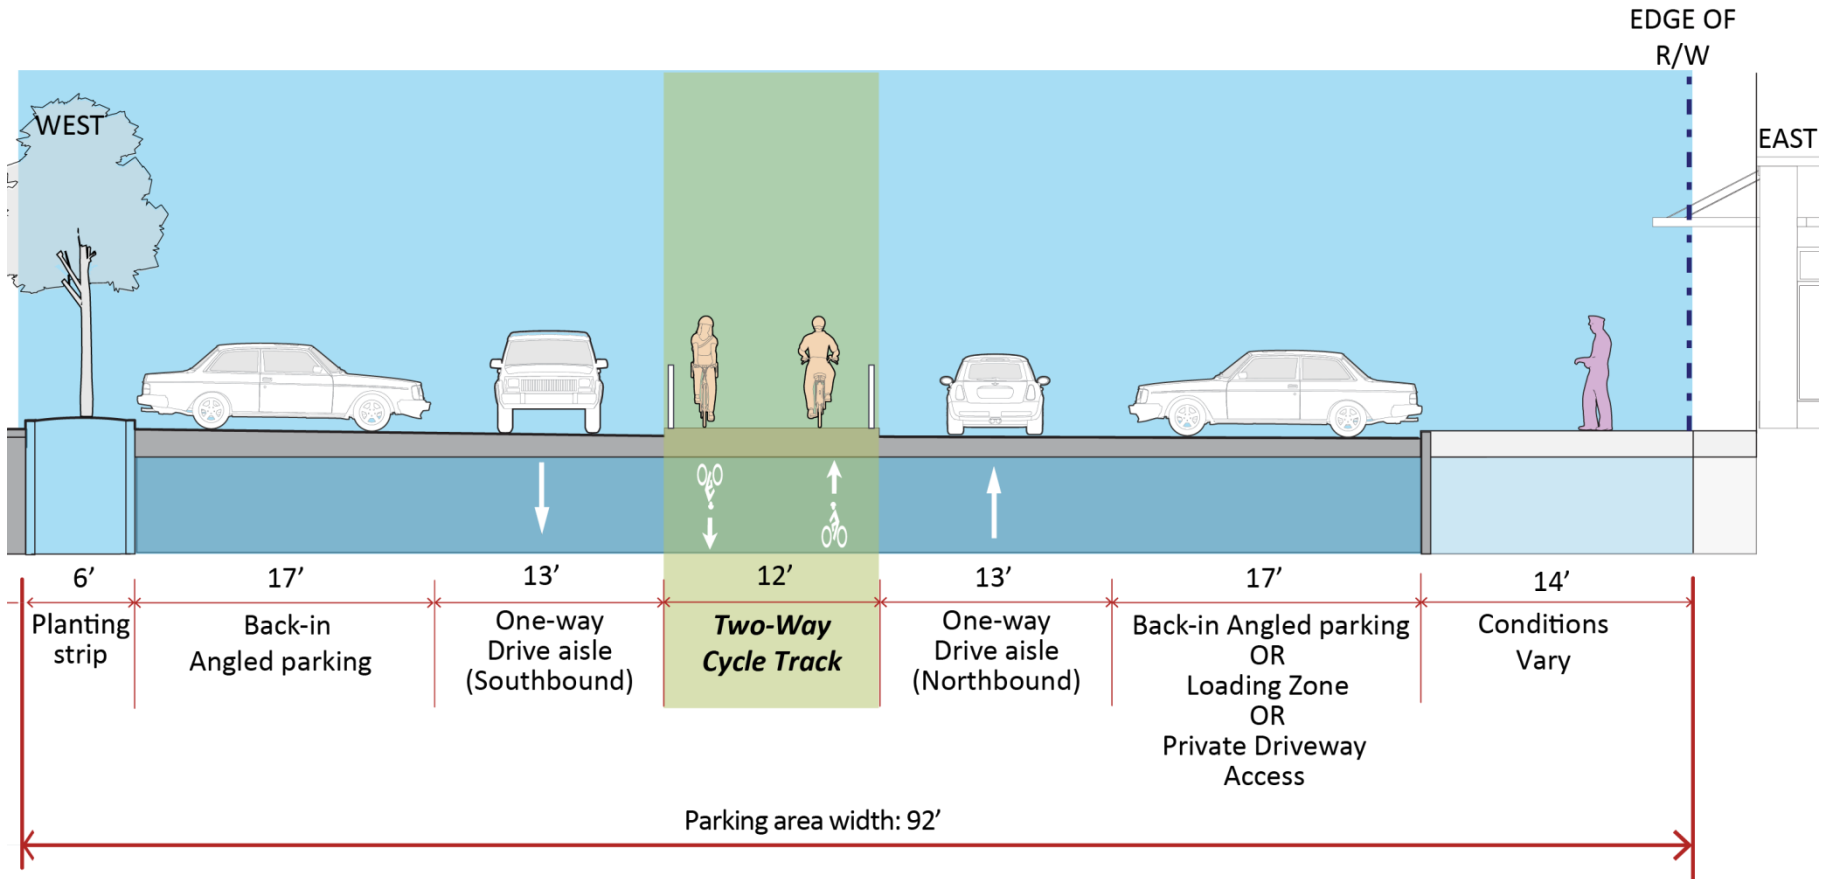 EDGE OF
R/W
WEST
EAST
6’
17’
13’
12’
13’
17’
14’
Planting
strip
Back-in
Angled parking
One-way
Drive aisle
(Southbound)
Two-Way
Cycle Track
One-way
Drive aisle
(Northbound)
Back-in Angled parking
OR
Loading Zone
OR
Private Driveway
Access
Conditions
Vary
Parking area width: 92’